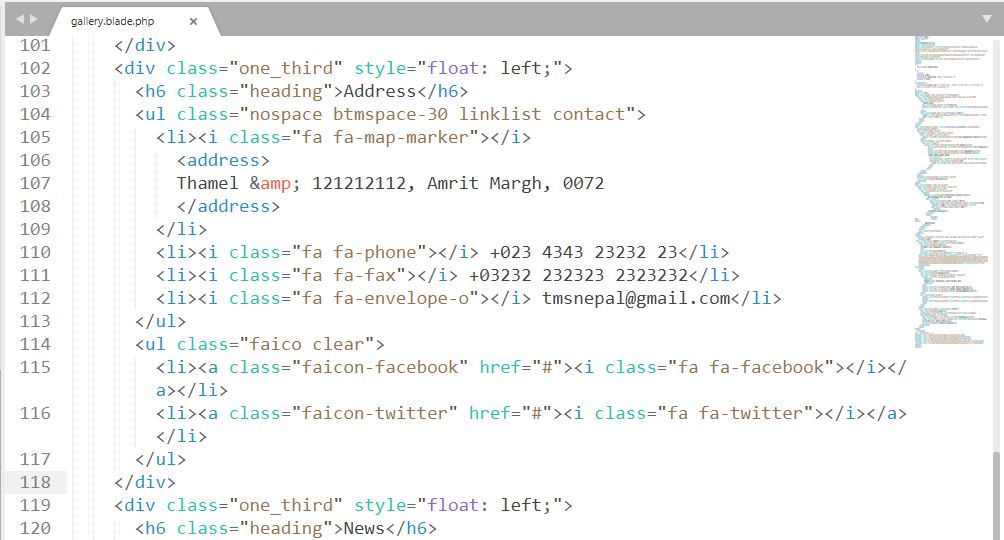 gallery.blade.php ×
101 </div>
102 <div class="one_third" style="float: left;">
103 <h6 class="heading">Address</h6>
104 <ul class="nospace btmspace-30 linklist contact">
105 <li><i class="fa fa-map-marker"></i>
106 <address>
107 Thamel &amp; 121212112, Amrit Margh, 0072
108 </address>
109 </li>
110 <li><i class="fa fa-phone"></i> +023 4343 23232 23</li>
111 <li><i class="fa fa-fax"></i> +03232 232323 2323232</li>
112 <li><i class="fa fa-envelope-o"></i> tmsnepal@gmail.com</li>
113 </ul>
114 <ul class="faico clear">
115 <li><a class="faicon-facebook" href="#"><i class="fa fa-facebook"></i></
a></li>
116 <li><a class="faicon-twitter" href="#"><i class="fa fa-twitter"></i></a>
</li>
117 </ul>
118 </div>
119 <div class="one_third" style="float: left;">
120 <h6 class="heading">News</h6>